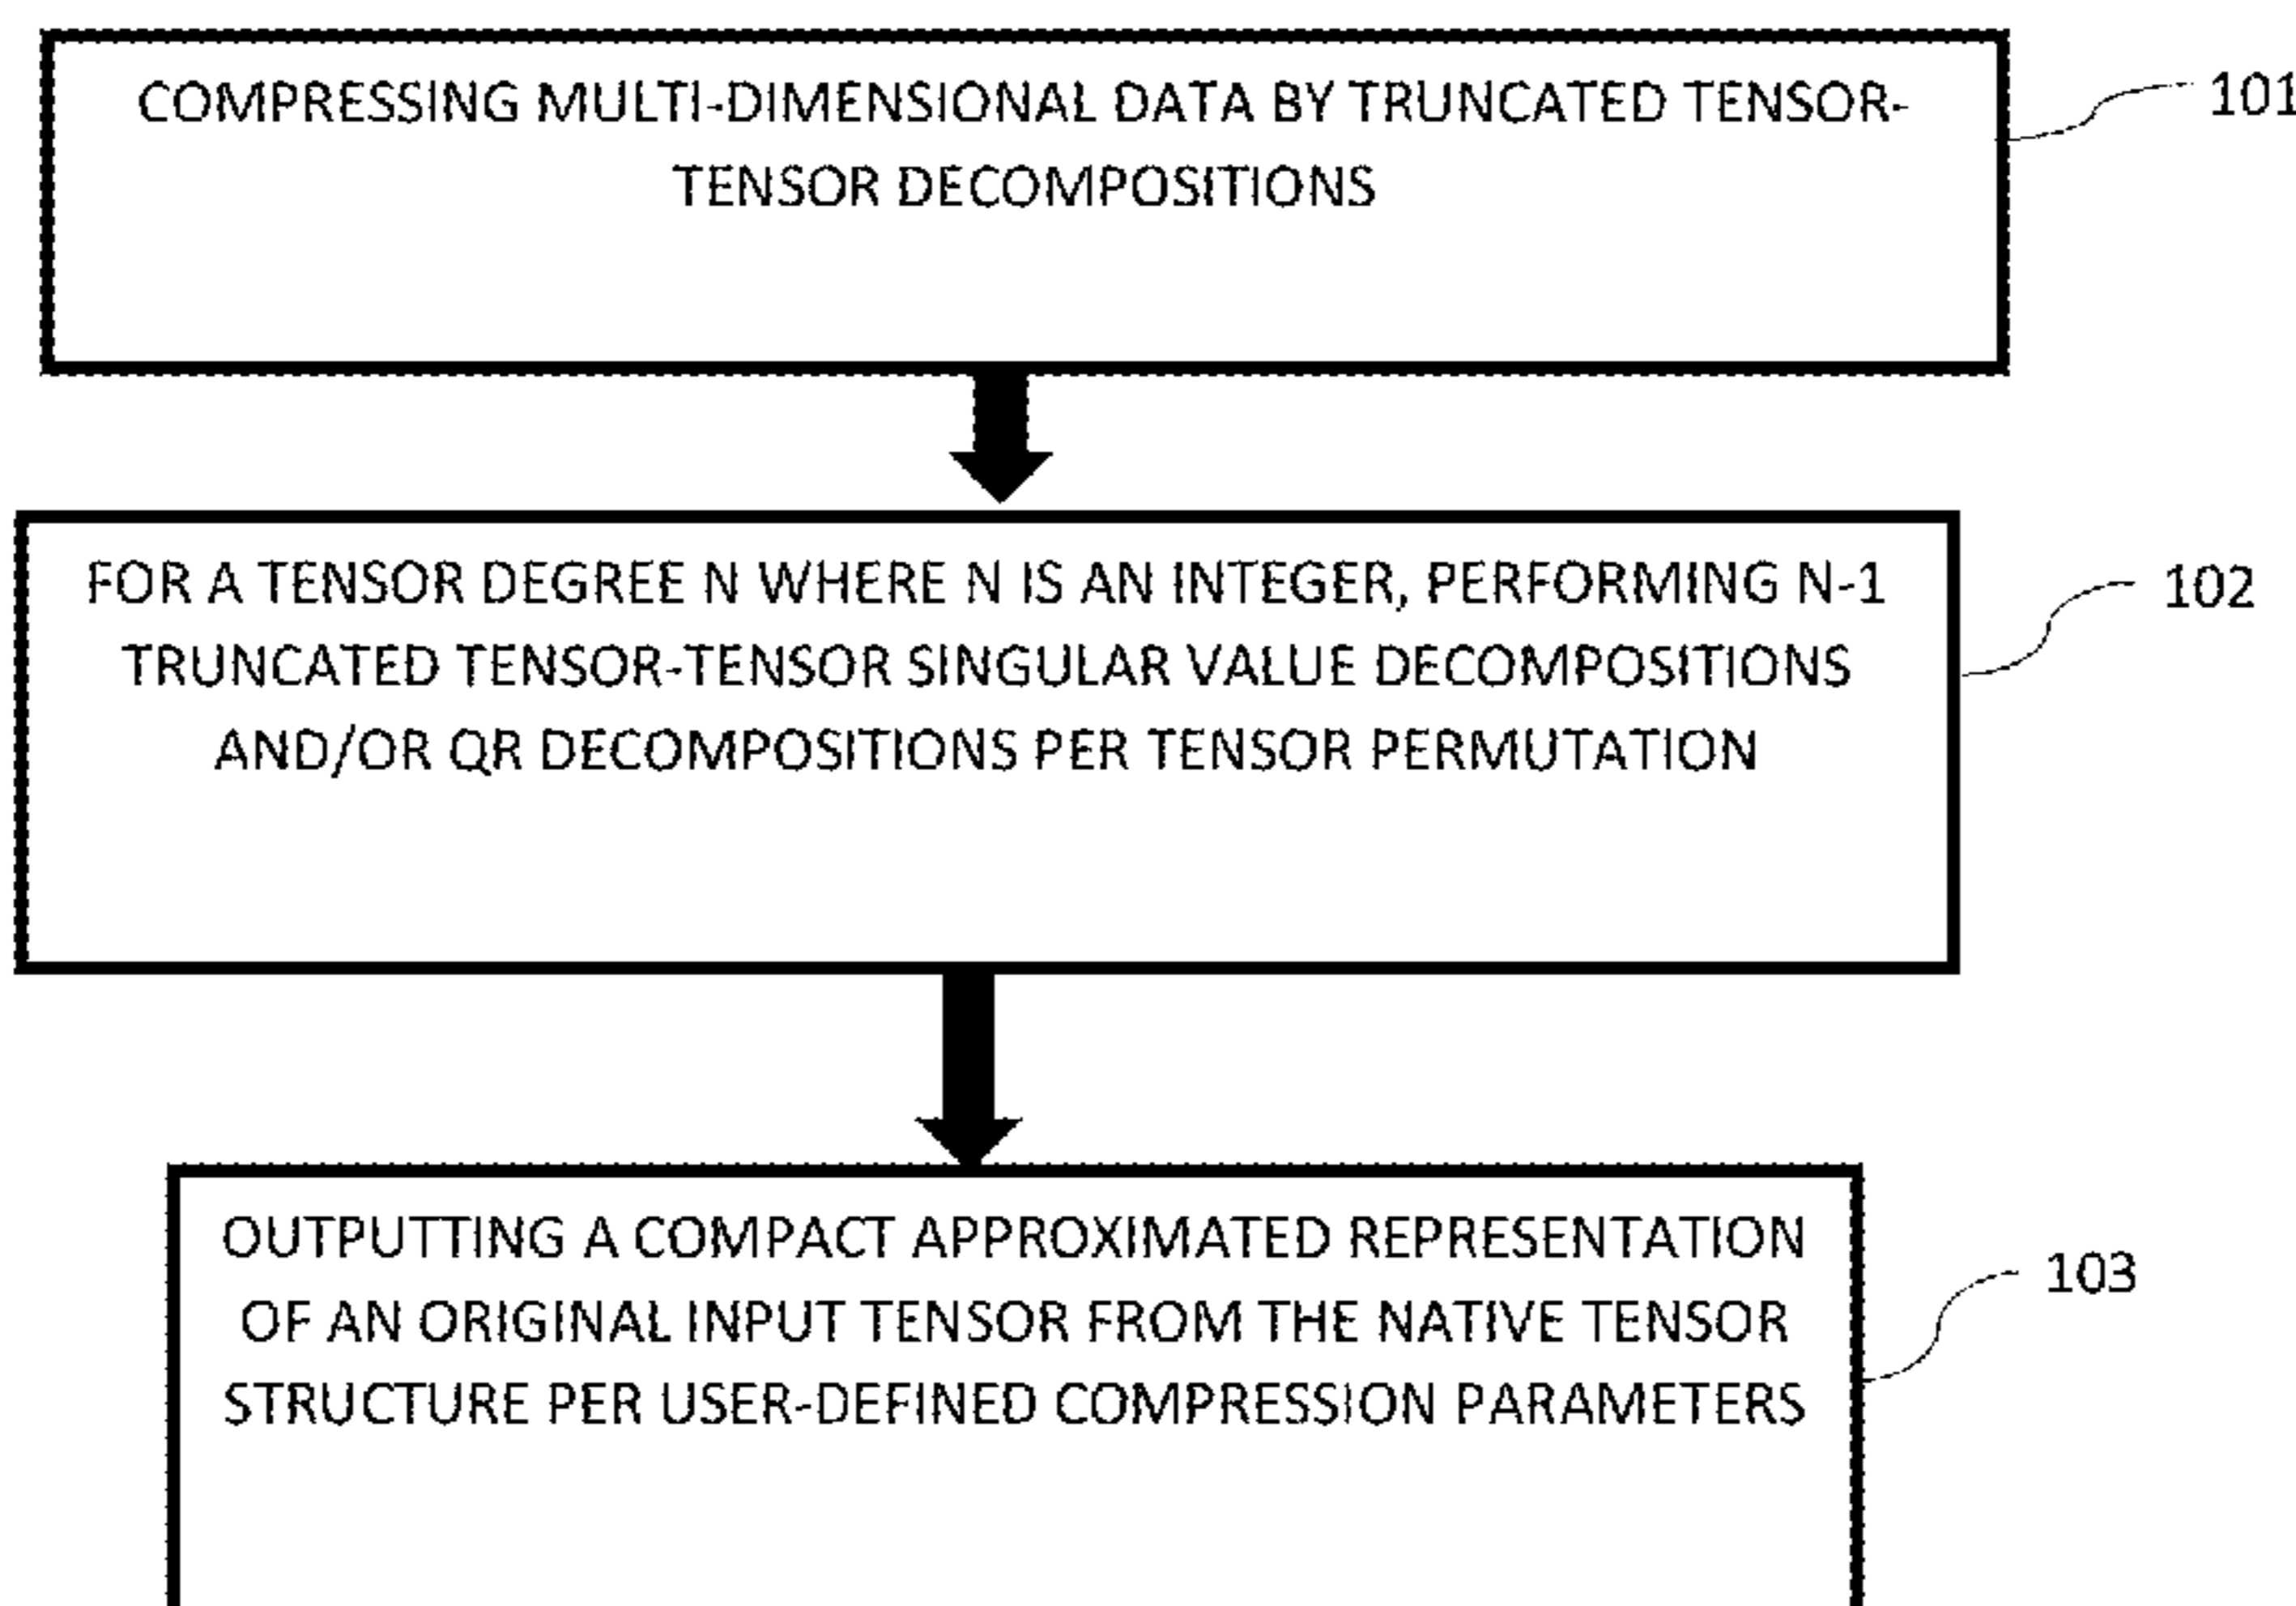 COMPRESSING MULTI-DIMENSIONAL DATA BY TRUNCATED TENSOR-
TENSOR DECOMPOSITIONS
101
FOR A TENSOR DEGREE N WHERE N IS AN INTEGER, PERFORMING N-1
TRUNCATED TENSOR-TENSOR SINGULAR VALUE DECOMPOSITIONS
AND/OR QR DECOMPOSITIONS PER TENSOR PERMUTATION
102
OUTPUTTING A COMPACT APPROXIMATED REPRESENTATION
OF AN ORIGINAL INPUT TENSOR FROM THE NATIVE TENSOR
STRUCTURE PER USER-DEFINED COMPRESSION PARAMETERS
103